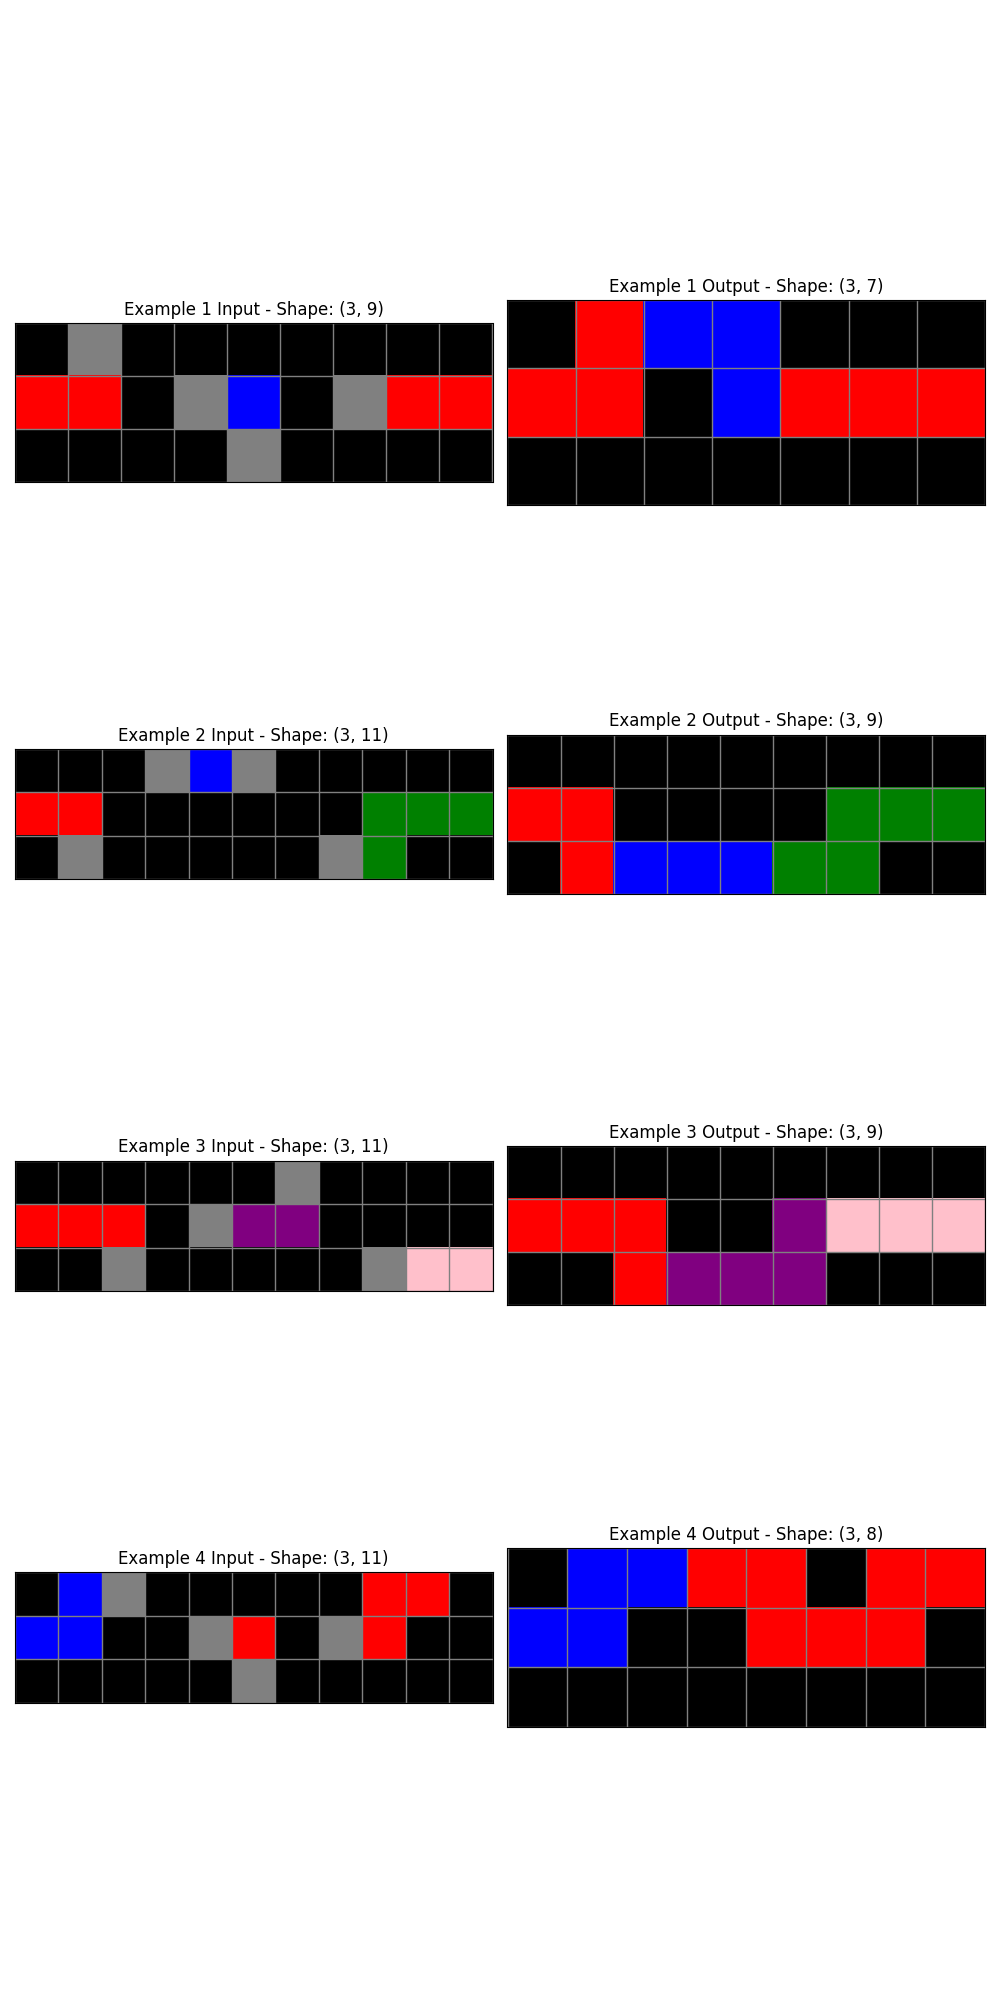 Example 1 Input - Shape: (3, 9)
Example 1 Output - Shape: (3, 7)
Example 2 Input - Shape: (3, 11)
Example 2 Output - Shape: (3, 9)
Example 3 Input - Shape: (3, 11)
Example 3 Output - Shape: (3, 9)
Example 4 Input - Shape: (3, 11)
Example 4 Output - Shape: (3, 8)